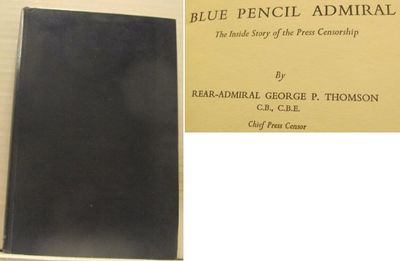 BLUE PENCIL ADMIRAL
The Inside Story of the Press Censorship
By
REAR-ADMIRAL GEORGE P. THOMSON
C.B., C.B.E.
Chief Press Censor